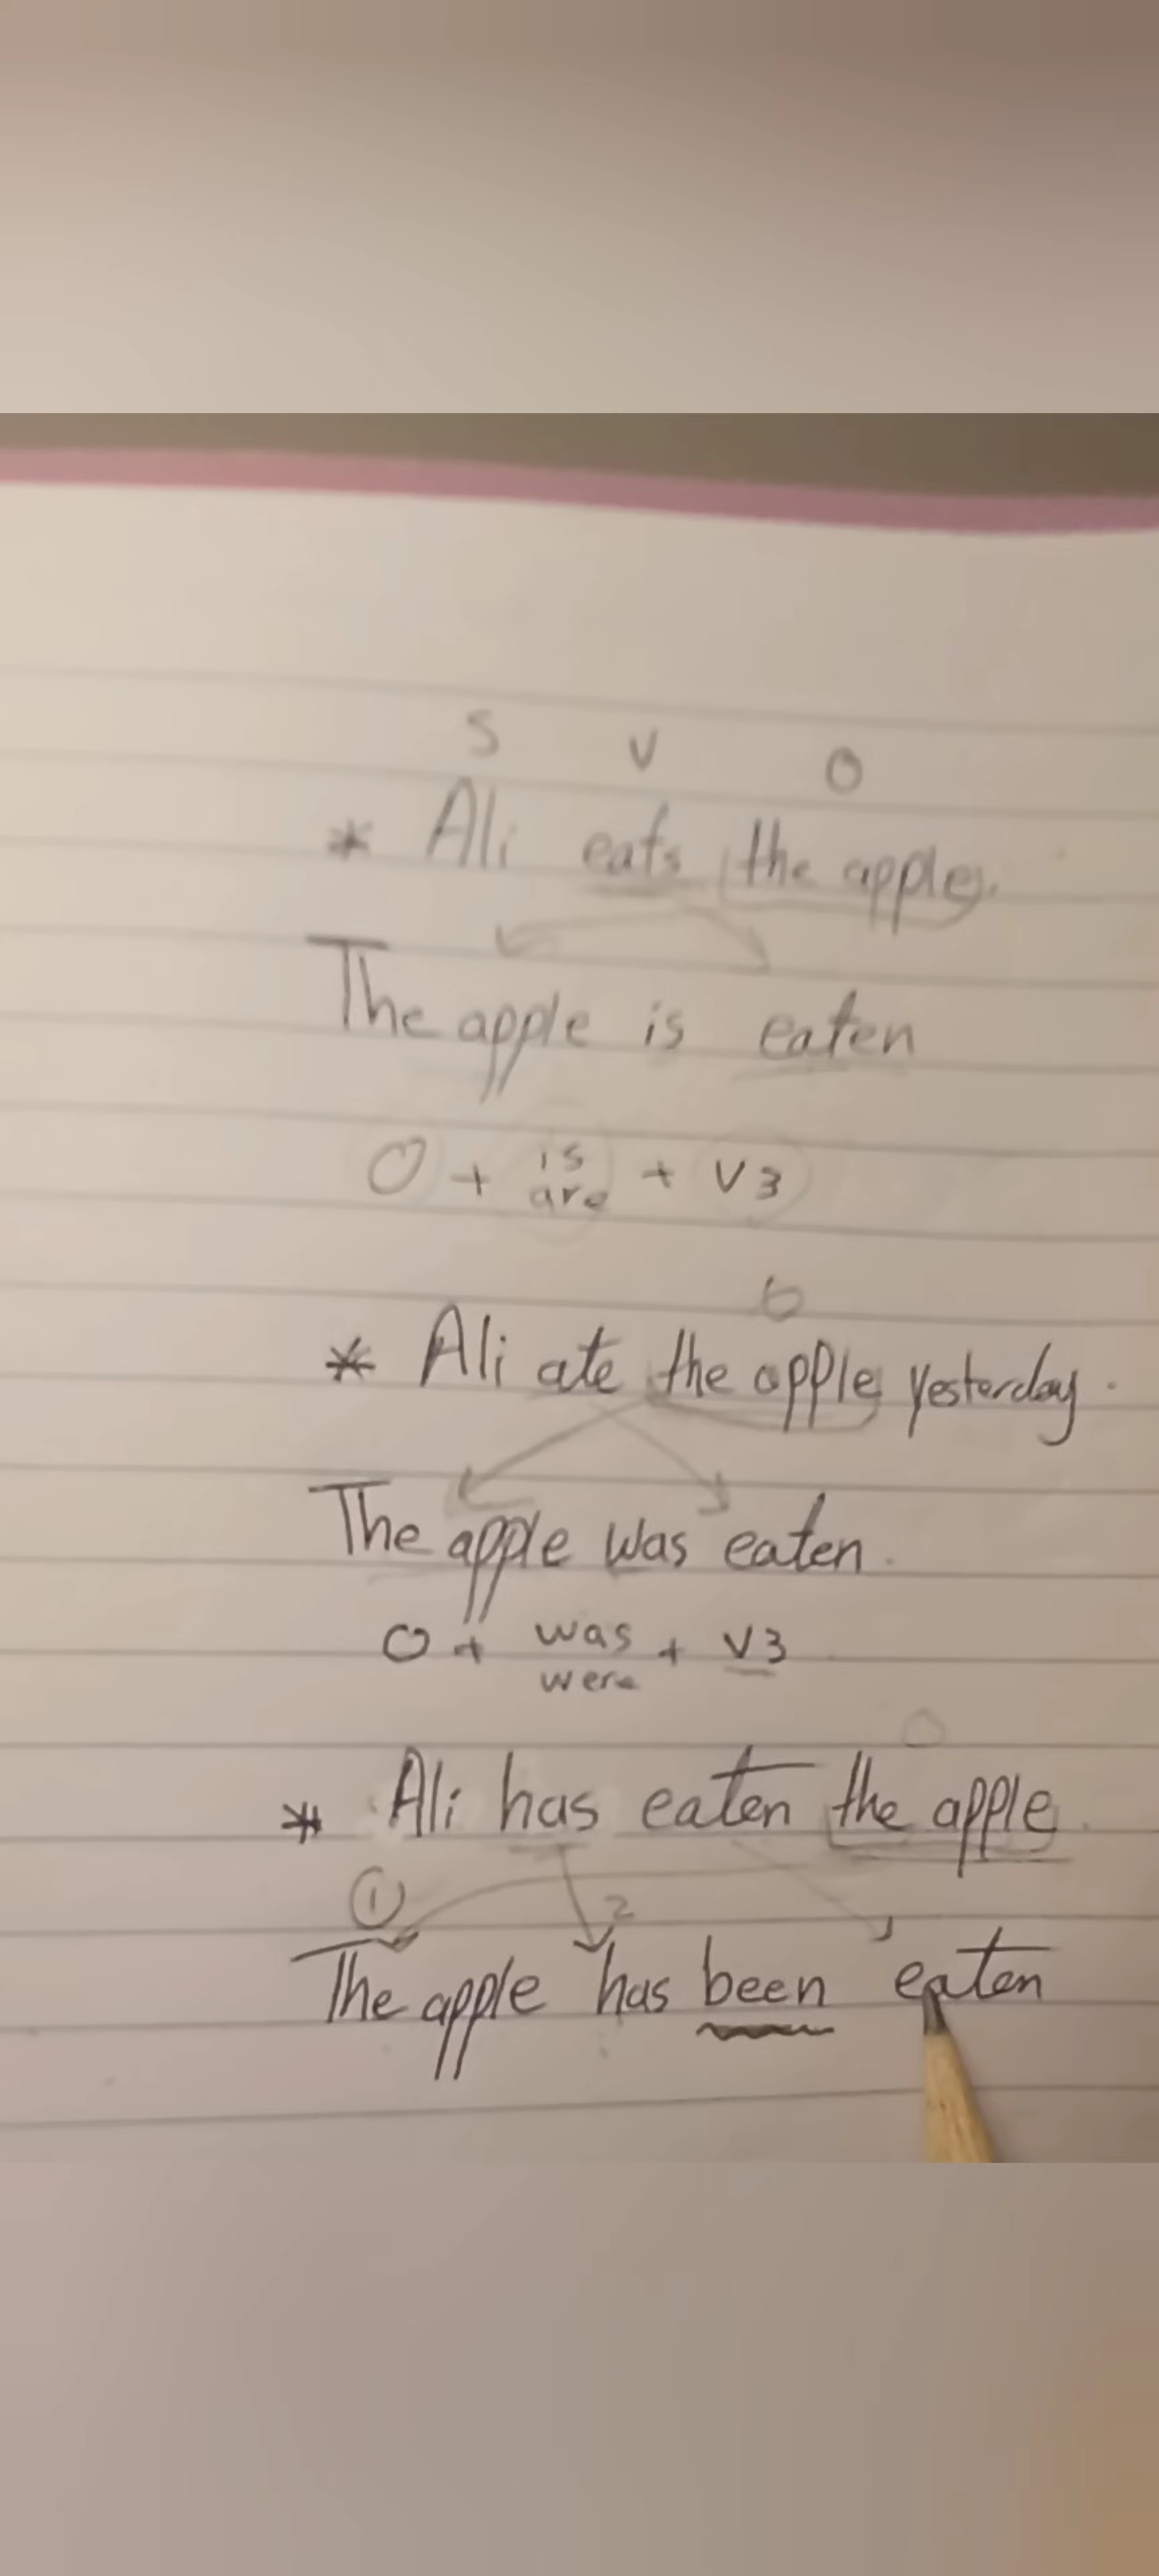 S V O
* Ali eats the apple.
The apple is eaten
O + is + V3
are
O
* Ali ate the apple yesterday.
The apple was eaten.
O + was + V3
were
O
* Ali has eaten the apple.
① 2
The apple has been eaten